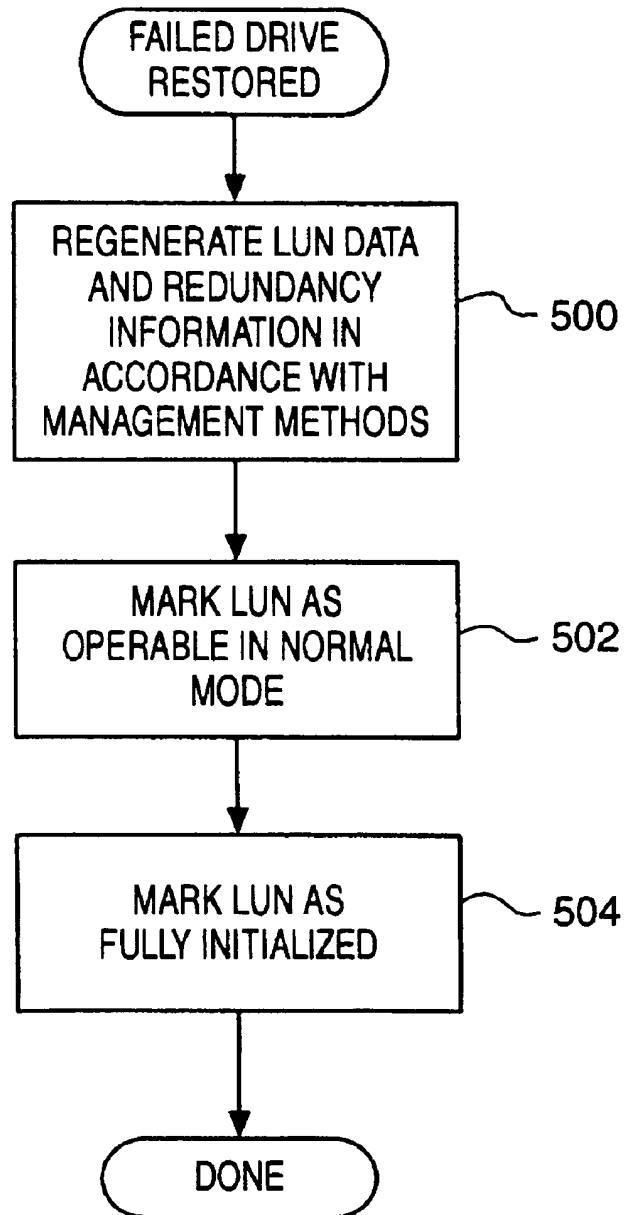 FAILED DRIVE
RESTORED
REGENERATE LUN DATA
AND REDUNDANCY
INFORMATION IN
ACCORDANCE WITH
MANAGEMENT METHODS
500
MARK LUN AS
OPERABLE IN NORMAL
MODE
502
MARK LUN AS
FULLY INITIALIZED
504
DONE